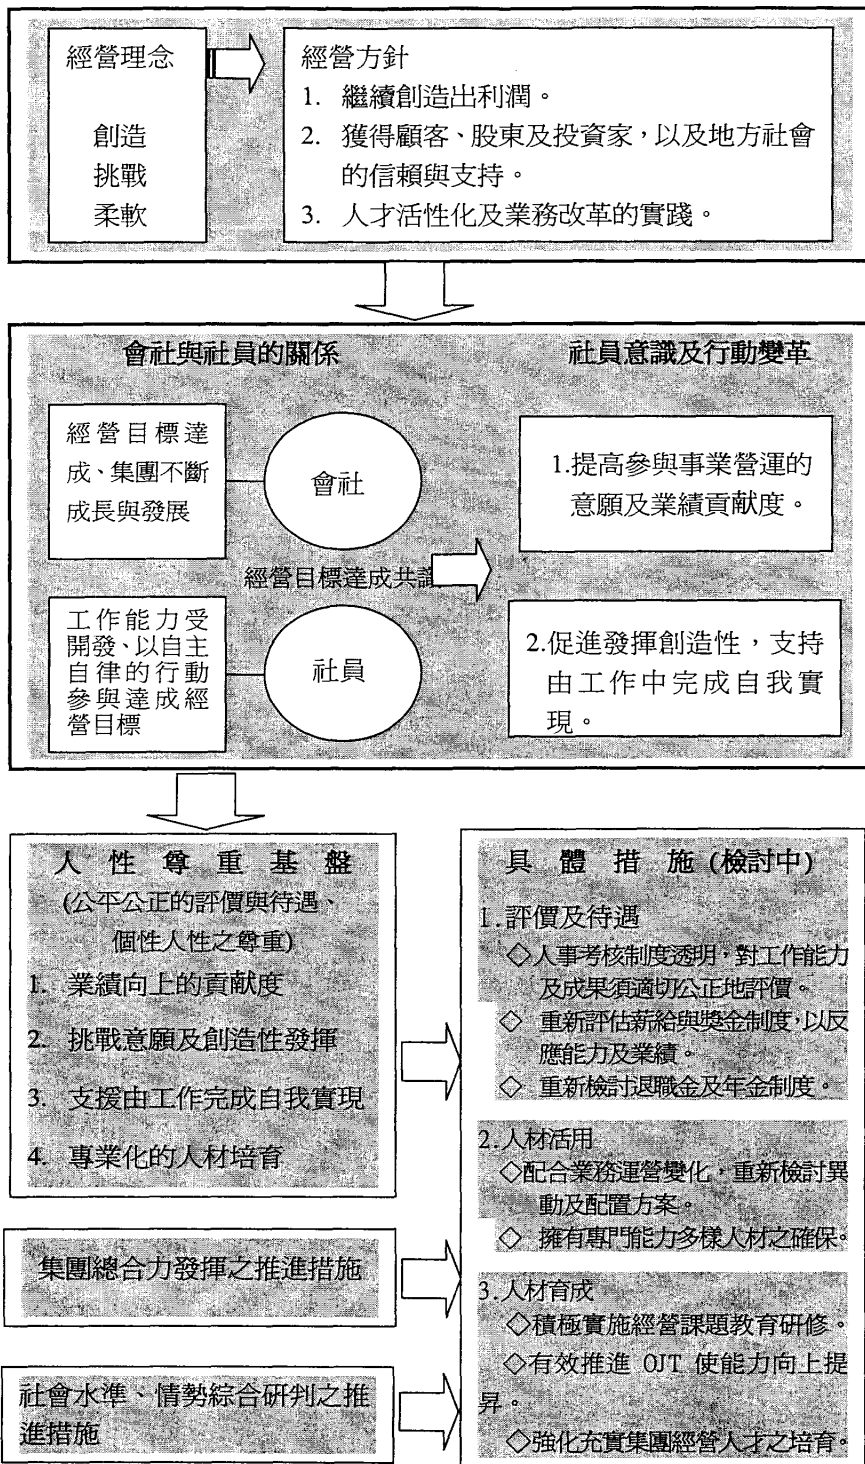 經營理念
創造
挑戰
柔軟
經營方針
1. 繼續創造出利潤。
2. 獲得顧客、股東及投資家，以及地方社會
的信賴與支持。
3. 人才活性化及業務改革的實踐。
會社與社員的關係
社員意識及行動變革
經營目標達
成、集團不斷
成長與發展
會社
1.提高參與事業營運的
意願及業績貢献度。
經營目標達成共識
工作能力受
開發、以自主
自律的行動
參與達成經
營目標
社員
2.促進發揮創造性，支持
由工作中完成自我實
現。
人性尊重基盤
(公平公正的評價與待遇、
個性人性之尊重)
1. 業績向上的貢献度
2. 挑戰意願及創造性發揮
3. 支援由工作完成自我實現
4. 專業化的人材培育
集團總合力發揮之推進措施
社會水準、情勢綜合研判之推
進措施
具體措施(檢討中)
1.評價及待遇
◇人事考核制度透明，對工作能力
及成果須適切公正地評價。
◇ 重新評估薪給與獎金制度，以反
應能力及業績。
◇ 重新檢討退職金及年金制度。
2.人材活用
◇配合業務運營變化，重新檢討異
動及配置方案。
◇ 擁有專門能力多樣人材之確保。
3.人材育成
◇積極實施經營課題教育研修。
◇有效推進 OJT 使能力向上提
昇。
◇強化充實集團經營人才之培育。